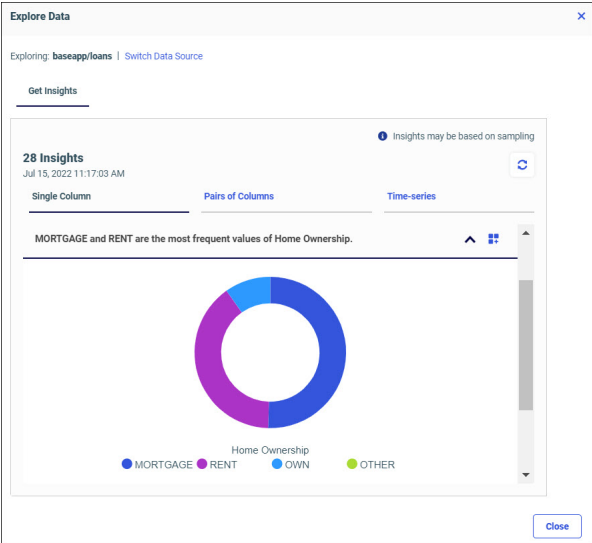 Explore Data
Exploring: baseapp/loans | Switch Data Source
Get Insights
Insights may be based on sampling
28 Insights
Jul 15, 2022 11:17:03 AM
Single Column Pairs of Columns Time-series
MORTGAGE and RENT are the most frequent values of Home Ownership.
Home Ownership
MORTGAGE RENT OWN OTHER
Close